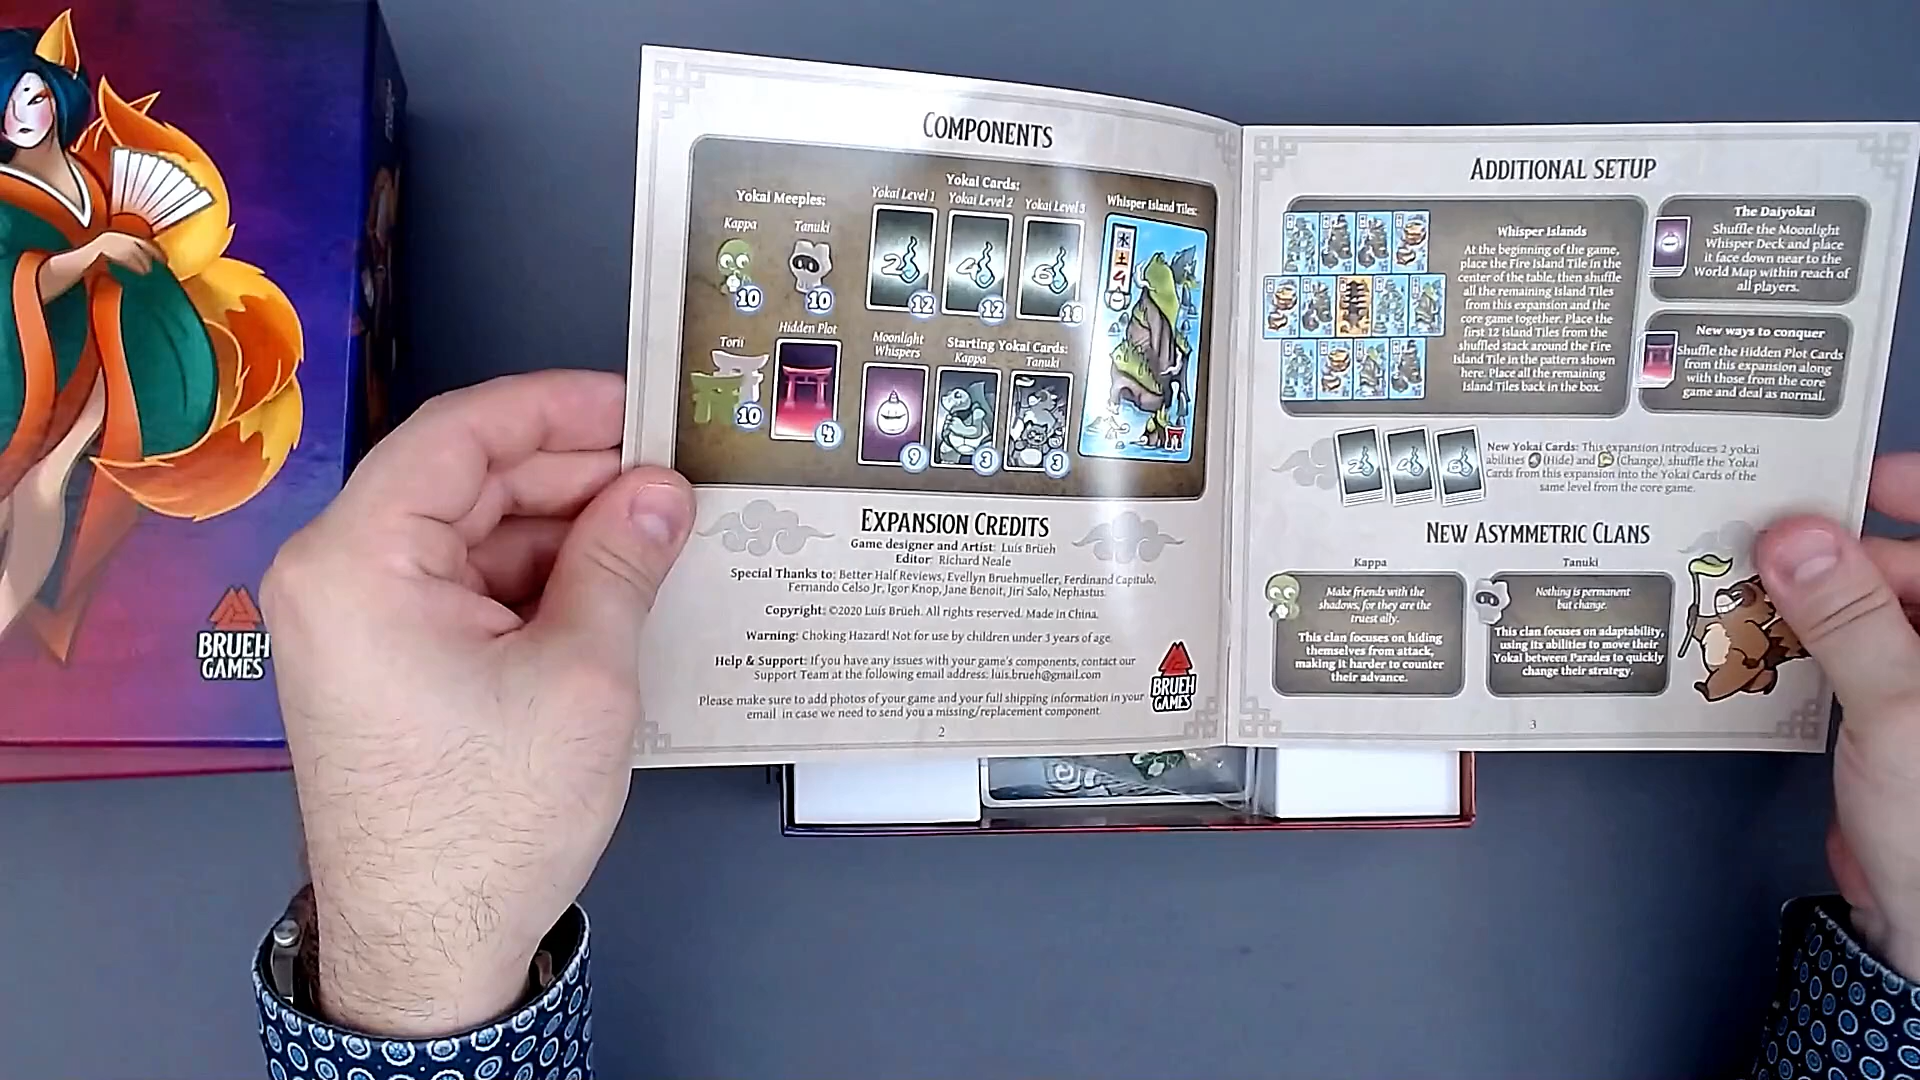 COMPONENTS
Yokai Meeples:
Kappa
Tanuki
10
10
Yokai Cards:
Yokai Level 1
Yokai Level 2
Yokai Level 3
2
4
6
12
12
18
Whisper Island Tiles:
水
土
Torii
10
Hidden Plot
4
Moonlight
Whispers
9
Starting Yokai Cards:
Kappa
Tanuki
3
3
EXPANSION CREDITS
Game designer and Artist: Luís Brüeh
Editor: Richard Neale
Special Thanks to: Better Half Reviews, Evellyn Bruehmueller, Ferdinand Capitulo,
Fernando Celso Jr, Igor Knop, Jane Benoit, Jiri Salo, Nephastus.
Copyright: ©2020 Luís Brüeh. All rights reserved. Made in China.
Warning: Choking Hazard! Not for use by children under 3 years of age.
Help & Support: If you have any issues with your game's components, contact our
Support Team at the following email address: luis.brueh@gmail.com
Please make sure to add photos of your game and your full shipping information in your
email in case we need to send you a missing/replacement component.
BRUEH
GAMES
2
ADDITIONAL SETUP
Whisper Islands
At the beginning of the game,
place the Fire Island Tile in the
center of the table, then shuffle
all the remaining Island Tiles
from this expansion and the
core game together. Place the
first 12 Island Tiles from the
shuffled stack around the Fire
Island Tile in the pattern shown
here. Place all the remaining
Island Tiles back in the box.
The Daiyokai
Shuffle the Moonlight
Whisper Deck and place
it face down near to the
World Map within reach of
all players.
New ways to conquer
Shuffle the Hidden Plot Cards
from this expansion along
with those from the core
game and deal as normal.
2
4
6
New Yokai Cards: This expansion introduces 2 yokai
abilities (Hide) and (Change), shuffle the Yokai
Cards from this expansion into the Yokai Cards of the
same level from the core game.
NEW ASYMMETRIC CLANS
Kappa
Make friends with the
shadows, for they are the
truest ally.
This clan focuses on hiding
themselves from attack,
making it harder to counter
their advance.
Tanuki
Nothing is permanent
but change.
This clan focuses on adaptability,
using its abilities to move their
Yokai between Parades to quickly
change their strategy.
3
BRUEH
GAMES